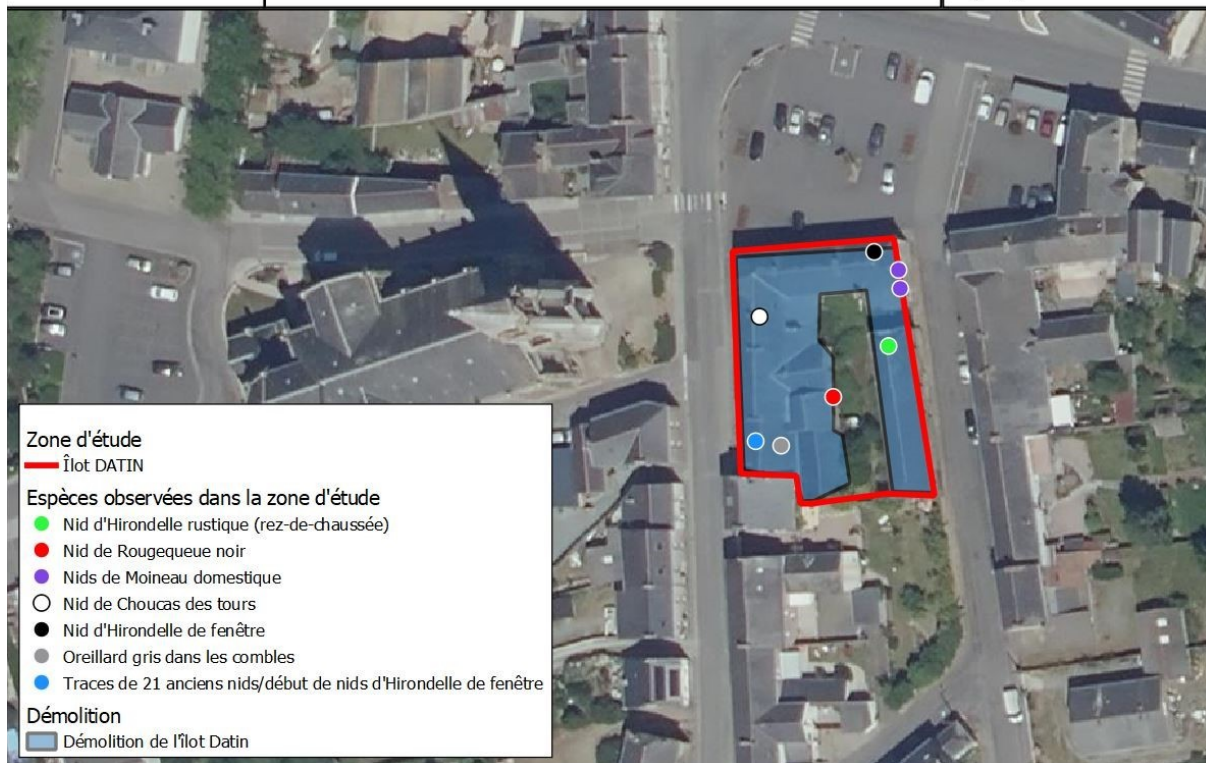 Zone d'étude
Îlot DATIN
Espèces observées dans la zone d'étude
Nid d'Hirondelle rustique (rez-de-chaussée)
Nid de Rougequeue noir
Nids de Moineau domestique
Nid de Choucas des tours
Nid d'Hirondelle de fenêtre
Oreillard gris dans les combles
Traces de 21 anciens nids/début de nids d'Hirondelle de fenêtre
Démolition
Démolition de l'îlot Datin